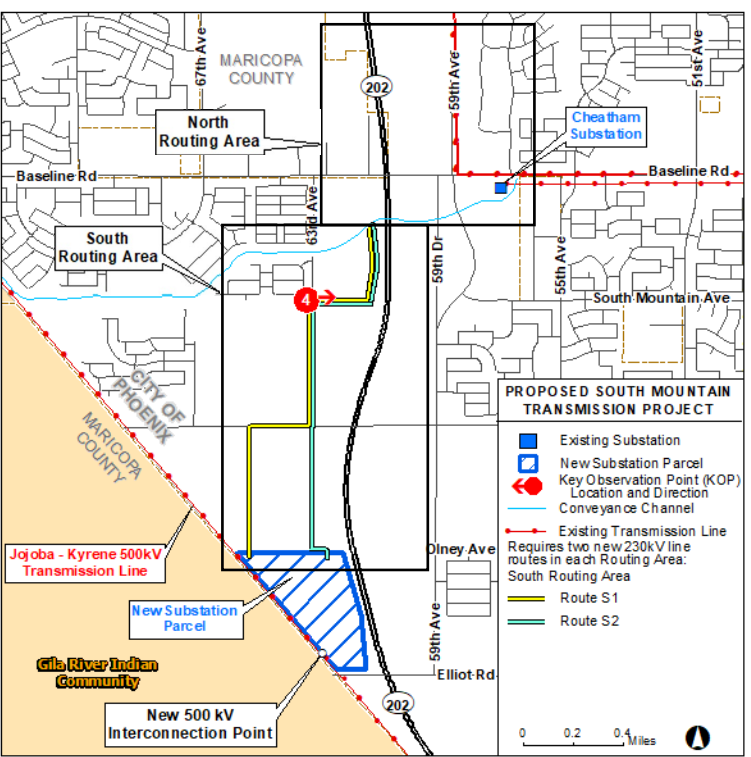 67th Ave
MARICOPA
COUNTY
202
59th Ave
51st Ave
Cheatham
Substation
North
Routing Area
Baseline Rd
Baseline Rd
63rd Ave
South
Routing Area
59th Dr
55th Ave
4
South Mountain Ave
CITY OF
PHOENIX
MARICOPA
COUNTY
PROPOSED SOUTH MOUNTAIN
TRANSMISSION PROJECT
Existing Substation
New Substation Parcel
Key Observation Point (KOP)
Location and Direction
Conveyance Channel
Existing Transmission Line
Requires two new 230kV line
routes in each Routing Area:
South Routing Area
Route S1
Route S2
Jojoba - Kyrene 500kV
Transmission Line
Olney Ave
New Substation
Parcel
59th Ave
Gila River Indian
Community
Elliot Rd
202
New 500 kV
Interconnection Point
0 0.2 0.4
Miles